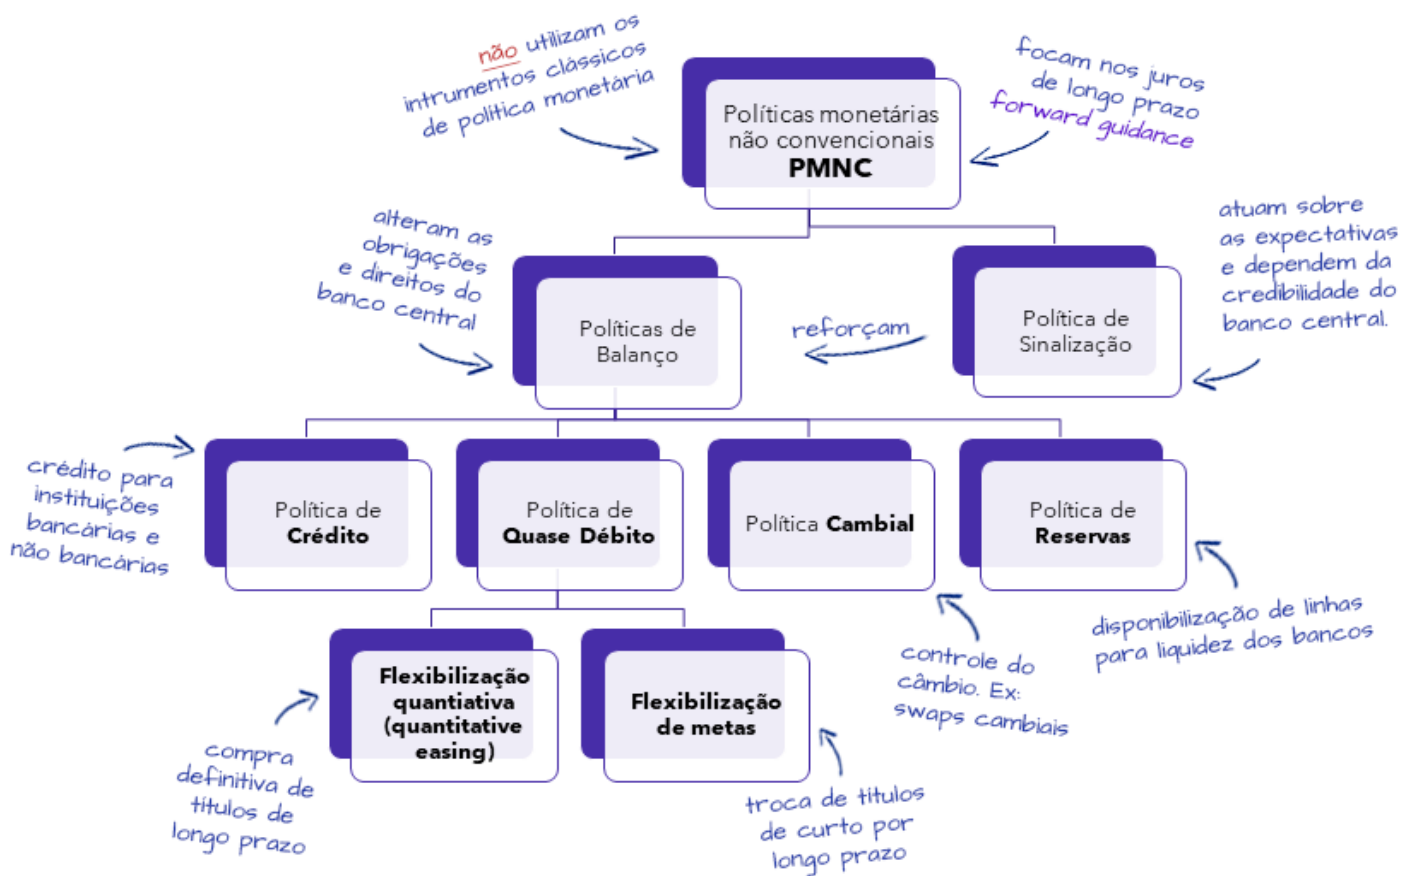 não utilizam os
intrumentos clássicos
de política monetária
Políticas monetárias
não convencionais
PMNC
focam nos juros
de longo prazo
forward guidance
alteram as
obrigações
e direitos do
banco central
Políticas de
Balanço
reforçam
Política de
Sinalização
atuam sobre
as expectativas
e dependem da
credibilidade do
banco central.
crédito para
instituições
bancárias e
não bancárias
Política de
Crédito
Política de
Quase Débito
Política Cambial
Política de
Reservas
disponibilização de linhas
para liquidez dos bancos
controle do
câmbio. Ex:
swaps cambiais
Flexibilização
quantiativa
(quantitative
easing)
Flexibilização
de metas
compra
definitiva de
títulos de
longo prazo
troca de títulos
de curto por
longo prazo